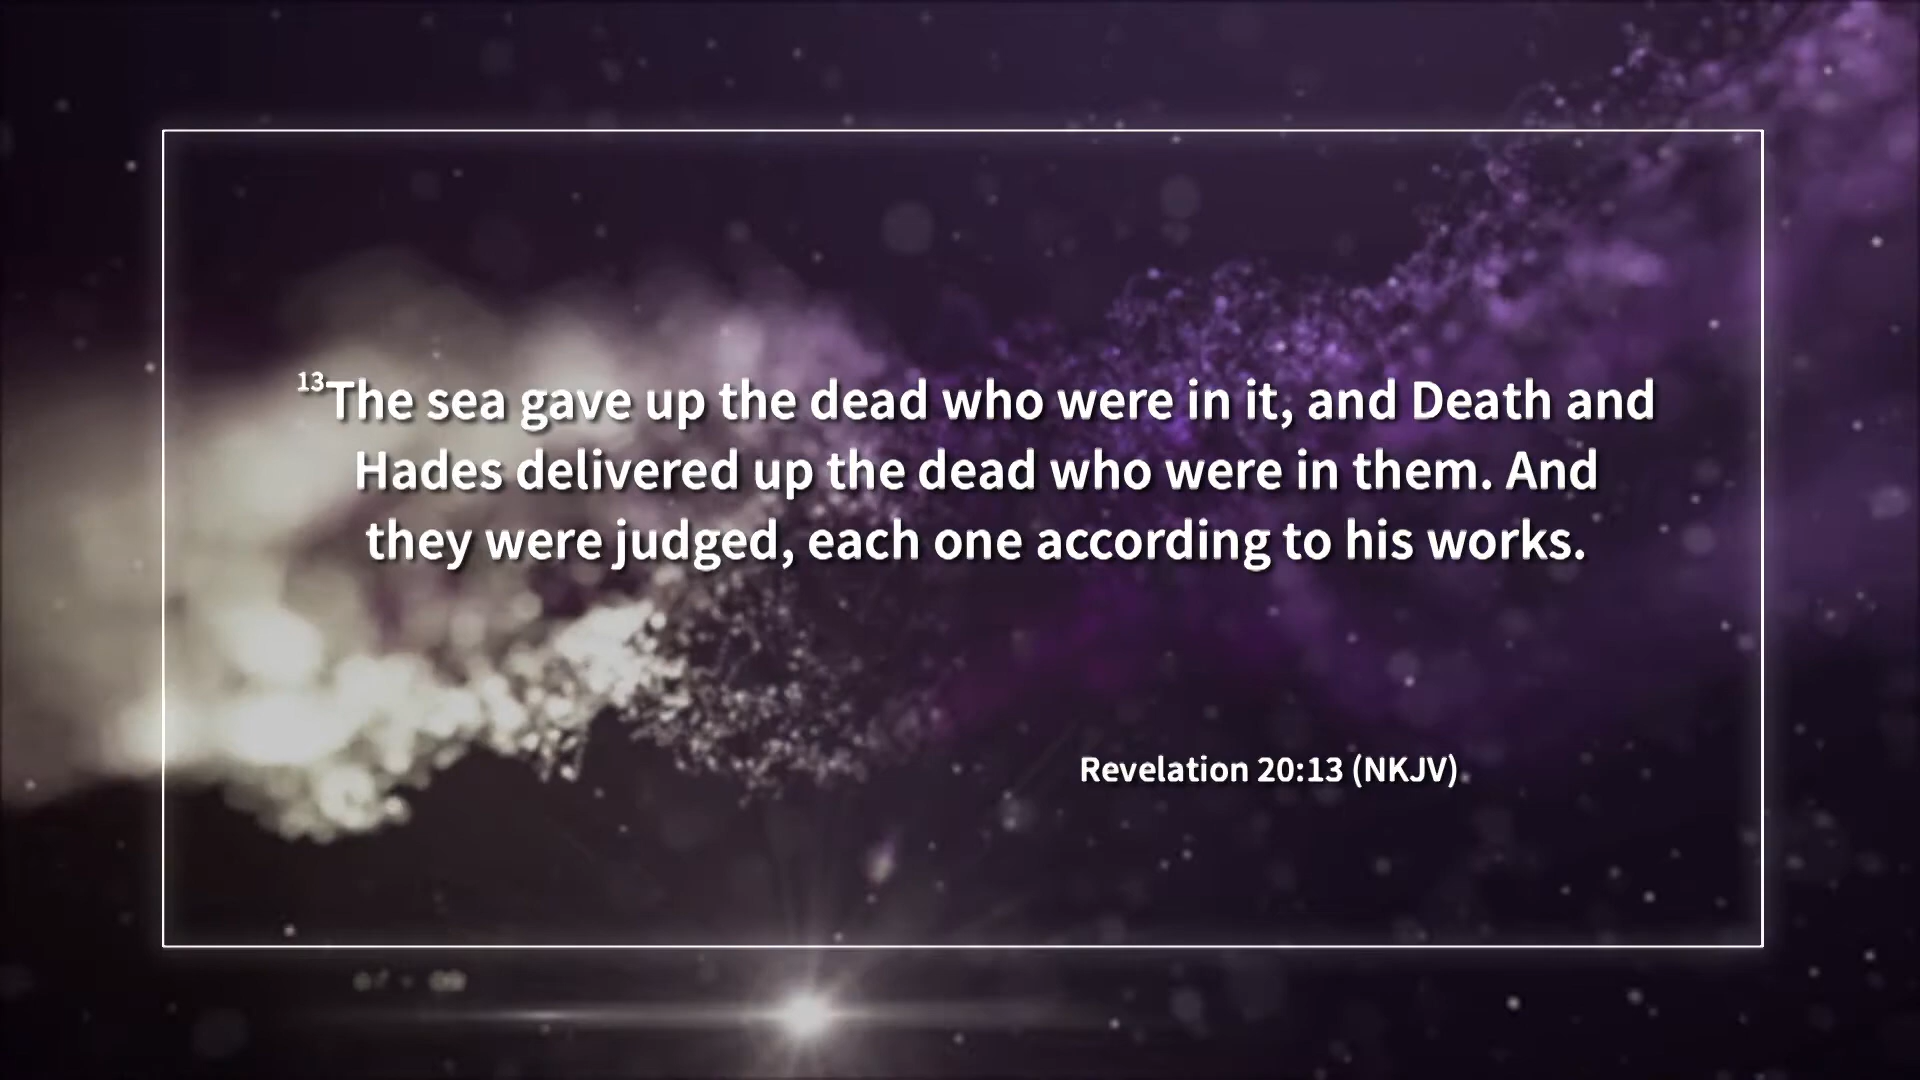 13The sea gave up the dead who were in it, and Death and
Hades delivered up the dead who were in them. And
they were judged, each one according to his works.
Revelation 20:13 (NKJV)